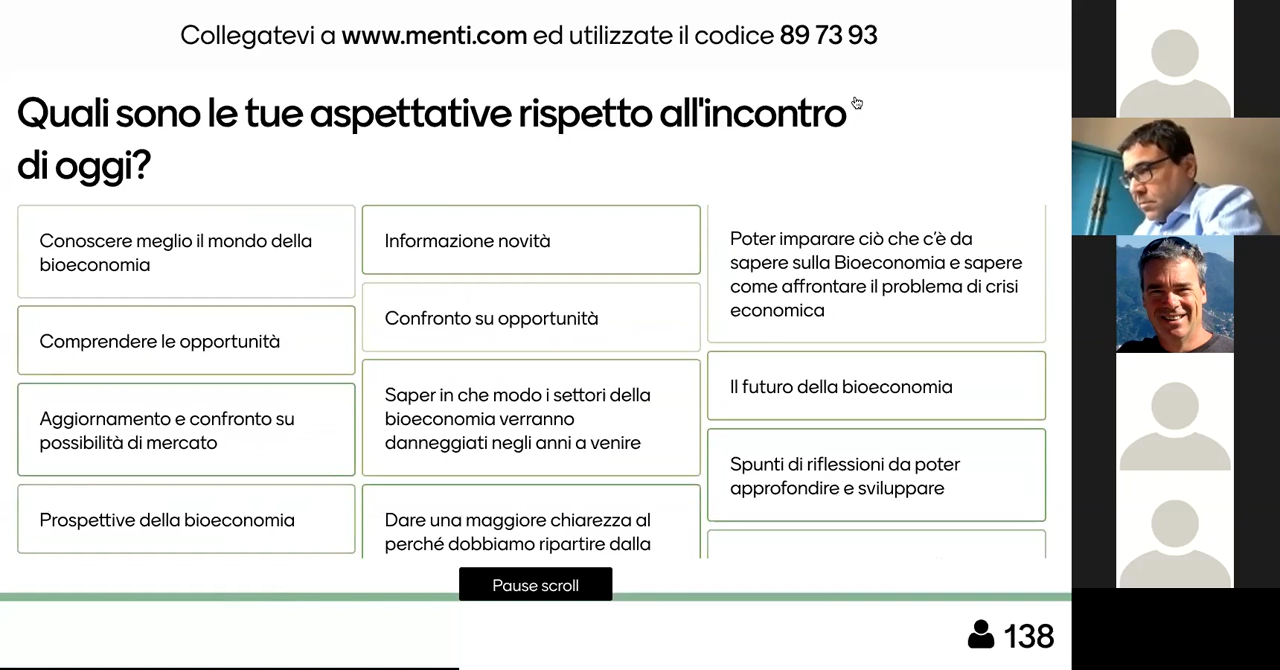 Collegatevi a www.menti.com ed utilizzate il codice 89 73 93
Quali sono le tue aspettative rispetto all'incontro
di oggi?
Conoscere meglio il mondo della
bioeconomia
Comprendere le opportunità
Aggiornamento e confronto su
possibilità di mercato
Prospettive della bioeconomia
Informazione novità
Confronto su opportunità
Saper in che modo i settori della
bioeconomia verranno
danneggiati negli anni a venire
Dare una maggiore chiarezza al
perché dobbiamo ripartire dalla
Poter imparare ciò che c'è da
sapere sulla Bioeconomia e sapere
come affrontare il problema di crisi
economica
Il futuro della bioeconomia
Spunti di riflessioni da poter
approfondire e sviluppare
Pause scroll
138